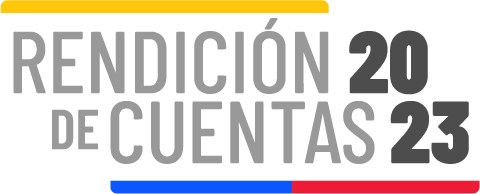 RENDICIÓN 20
DE CUENTAS 23